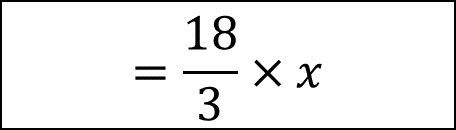 = 18/3 × x